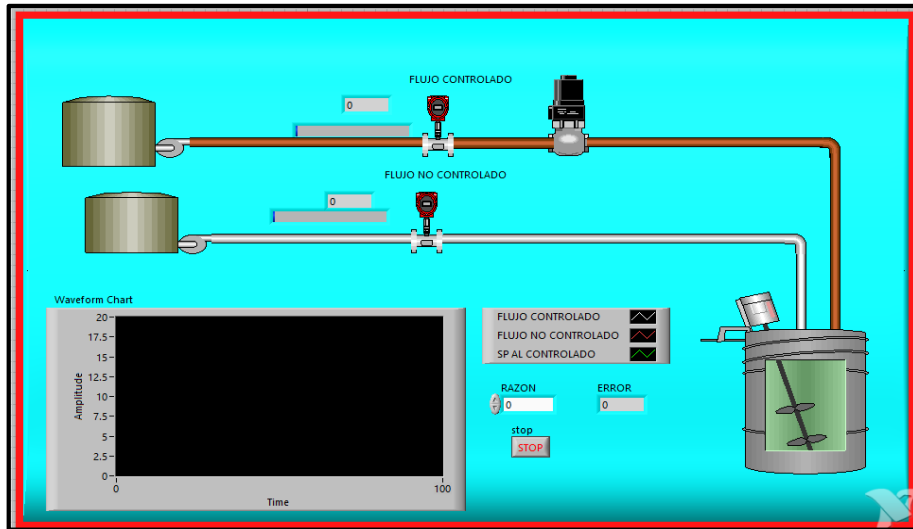 FLUJO CONTROLADO
0
FLUJO NO CONTROLADO
0
Waveform Chart
20
17.5
15
12.5
10
7.5
5
2.5
0
Amplitude
0
100
Time
FLUJO CONTROLADO
FLUJO NO CONTROLADO
SP AL CONTROLADO
RAZON
ERROR
0
0
stop
STOP